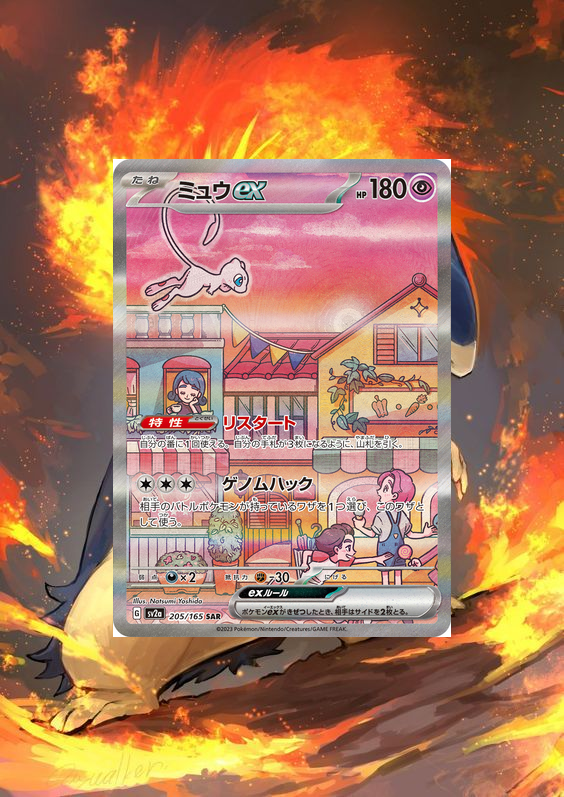 たね ミュウex HP 180
特性 リスタート
自分の番に1回使える。自分の手札が3枚になるように、山札を引く。
ゲノムハック
相手のバトルポケモンが持っているワザを1つ選び、このワザと
して使う。
弱点 ×2 抵抗力 -30 にげる
exルール
ポケモンexがきぜつしたとき、相手はサイドを2枚とる。
Illus. Natsumi Yoshida
G sv2a 205/165 SAR
©2023 Pokémon/Nintendo/Creatures/GAME FREAK.